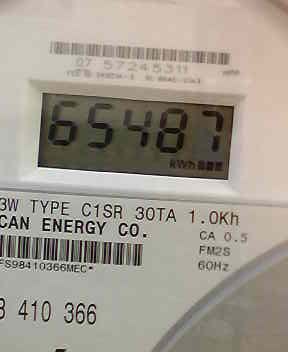 07 57245311
65487
kWh
3W TYPE C1SR 30TA 1.0Kh
CAN ENERGY CO.
CA 0.5
FM2S
60Hz
FS98410366MEC*
410 366